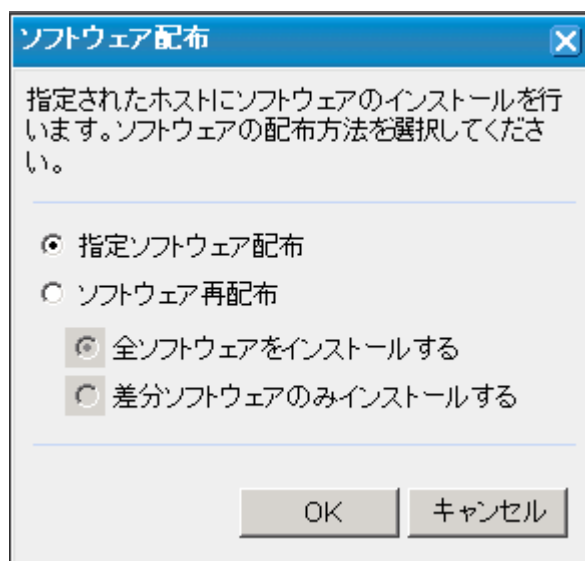 ソフトウェア配布
指定されたホストにソフトウェアのインストールを行
います。ソフトウェアの配布方法を選択してくださ
い。
指定ソフトウェア配布
ソフトウェア再配布
全ソフトウェアをインストールする
差分ソフトウェアのみインストールする
OK キャンセル